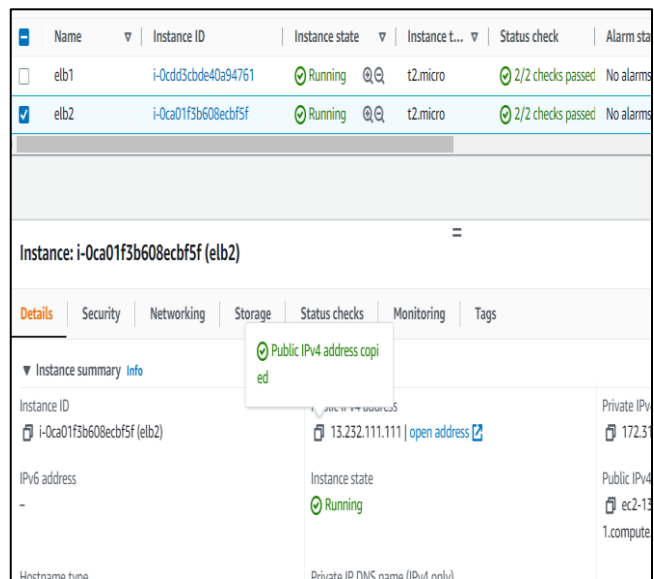 Name Instance ID Instance state Instance t... Status check Alarm sta
elb1 i-0cdd3cbde40a94761 Running t2.micro 2/2 checks passed No alarms
elb2 i-0ca01f3b608ecbf5f Running t2.micro 2/2 checks passed No alarms
Instance: i-0ca01f3b608ecbf5f (elb2)
Details Security Networking Storage Status checks Monitoring Tags
Public IPv4 address copi
ed
▼ Instance summary Info
Instance ID Public IPv4 address Private IPv4
i-0ca01f3b608ecbf5f (elb2) 13.232.111.111 | open address 172.31
IPv6 address Instance state Public IPv4
– Running ec2-13
1.compute.
Hostname type Private IP DNS name (IPv4 only)